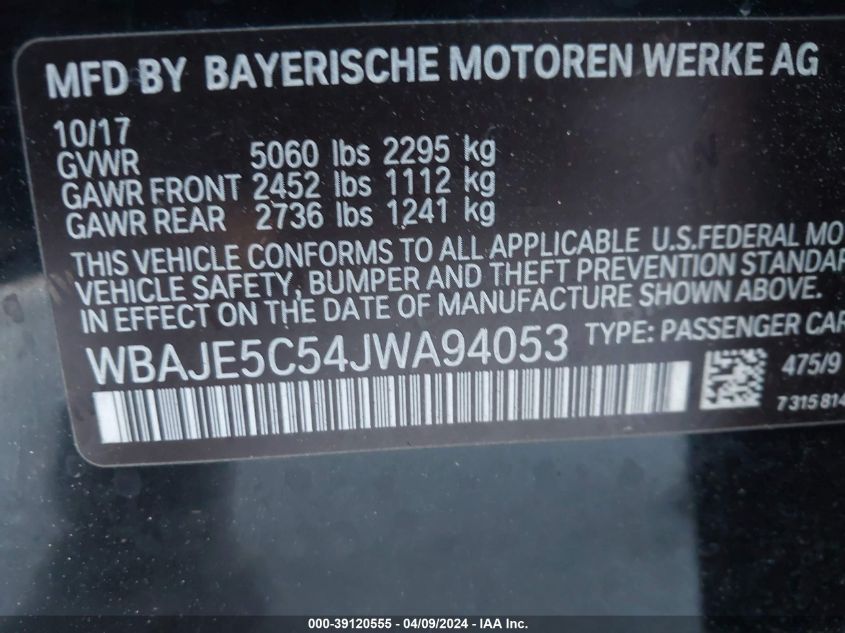 MFD BY BAYERISCHE MOTOREN WERKE AG
10/17
GVWR 5060 lbs 2295 kg
GAWR FRONT 2452 lbs 1112 kg
GAWR REAR 2736 lbs 1241 kg
THIS VEHICLE CONFORMS TO ALL APPLICABLE U.S.FEDERAL MO
VEHICLE SAFETY, BUMPER AND THEFT PREVENTION STANDAR
IN EFFECT ON THE DATE OF MANUFACTURE SHOWN ABOVE.
WBAJE5C54JWA94053 TYPE: PASSENGER CAR
475/9
7 315 814
000-39120555 - 04/09/2024 - IAA Inc.